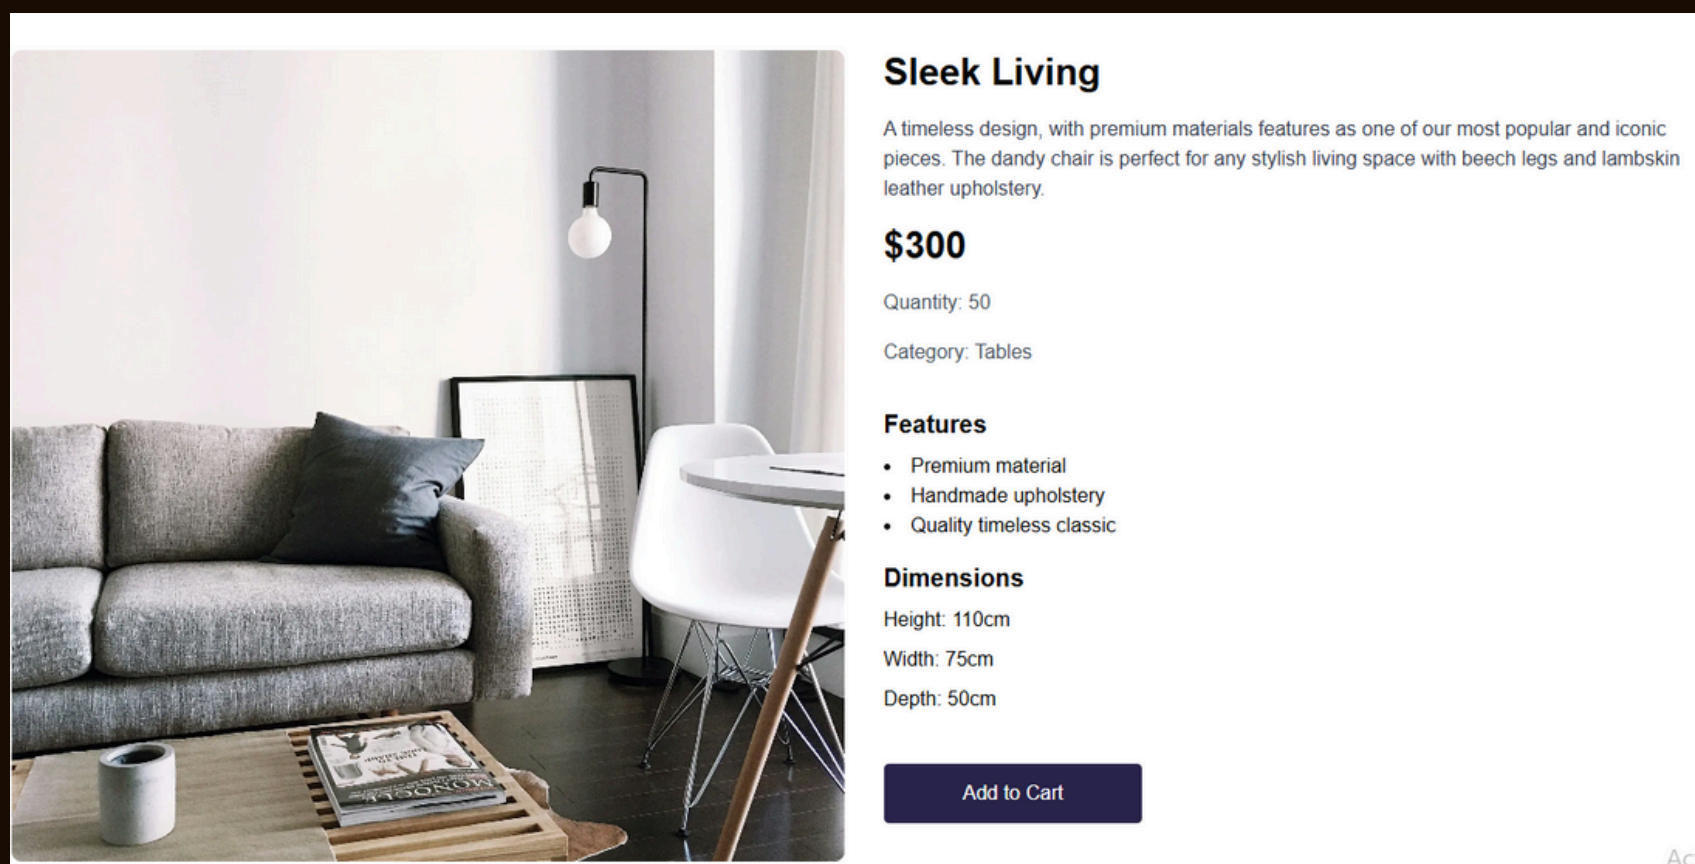 Sleek Living
A timeless design, with premium materials features as one of our most popular and iconic
pieces. The dandy chair is perfect for any stylish living space with beech legs and lambskin
leather upholstery.
$300
Quantity: 50
Category: Tables
Features
• Premium material
• Handmade upholstery
• Quality timeless classic
Dimensions
Height: 110cm
Width: 75cm
Depth: 50cm
MONOCLE
Add to Cart